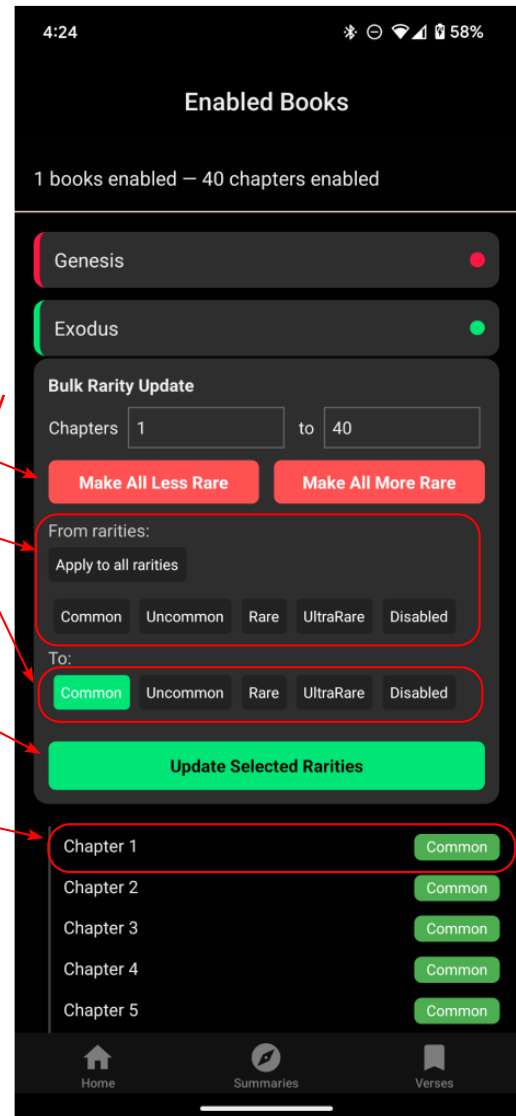 4:24 58%
Enabled Books
1 books enabled — 40 chapters enabled
Genesis
Exodus
Bulk Rarity Update
Chapters 1 to 40
Make All Less Rare Make All More Rare
From rarities:
Apply to all rarities
Common Uncommon Rare UltraRare Disabled
To:
Common Uncommon Rare UltraRare Disabled
Update Selected Rarities
Chapter 1 Common
Chapter 2 Common
Chapter 3 Common
Chapter 4 Common
Chapter 5 Common
Home Summaries Verses